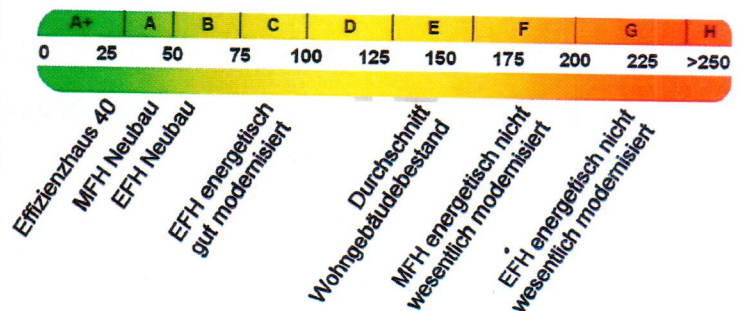 A+ A B C D E F G H
0 25 50 75 100 125 150 175 200 225 >250
Effizienzhaus 40
MFH Neubau
EFH Neubau
EFH energetisch
gut modernisiert
Durchschnitt
Wohngebäudebestand
MFH energetisch nicht
wesentlich modernisiert
EFH energetisch nicht
wesentlich modernisiert